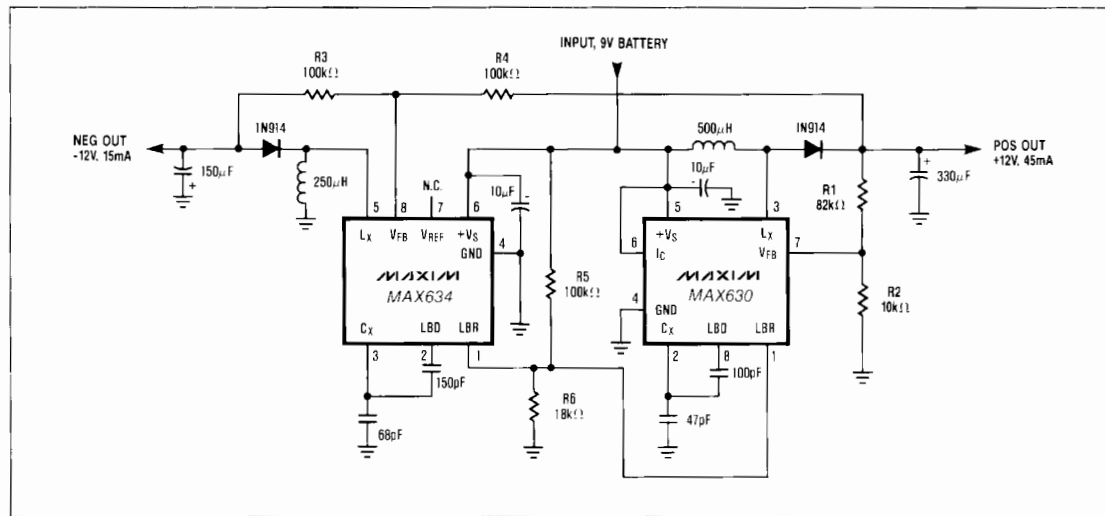 INPUT, 9V BATTERY
R3
100kΩ
R4
100kΩ
NEG OUT
-12V, 15mA
150µF
+
1N914
250µH
N.C.
10µF
-
500µH
1N914
10µF
-
POS OUT
+12V, 45mA
+
330µF
R1
82kΩ
R2
10kΩ
R5
100kΩ
R6
18kΩ
5
8
7
6
4
LX
VFB
VREF
+VS
GND
MAXIM
MAX634
CX
LBD
LBR
3
2
1
150pF
68pF
5
3
6
7
4
+VS
LX
IC
VFB
MAXIM
MAX630
GND
CX
LBD
LBR
2
8
1
100pF
47pF